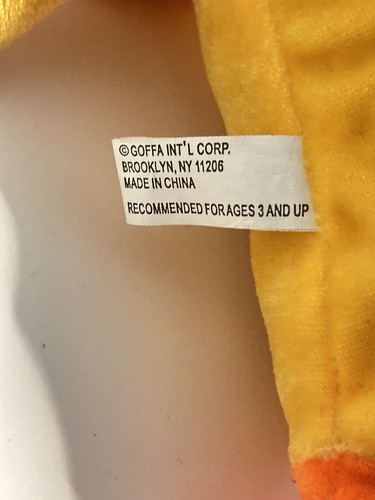 © GOFFA INT'L CORP.
BROOKLYN, NY 11206
MADE IN CHINA
RECOMMENDED FOR AGES 3 AND UP